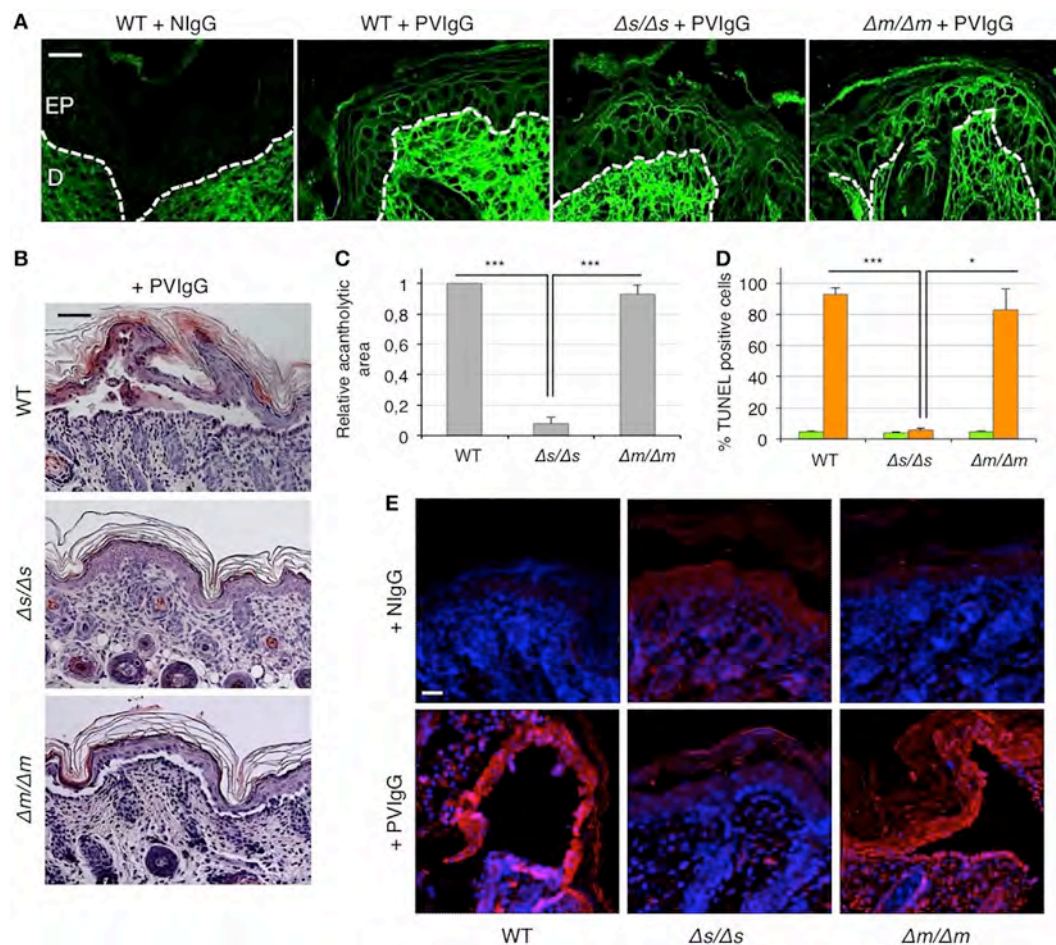 A
WT + NIgG
WT + PVIgG
Δs/Δs + PVIgG
Δm/Δm + PVIgG
EP
D
B
+ PVIgG
WT
Δs/Δs
Δm/Δm
C
Relative acantholytic
area
1
0,8
0,6
0,4
0,2
0
***
***
WT
Δs/Δs
Δm/Δm
D
% TUNEL positive cells
100
80
60
40
20
0
***
*
WT
Δs/Δs
Δm/Δm
E
+ NIgG
+ PVIgG
WT
Δs/Δs
Δm/Δm